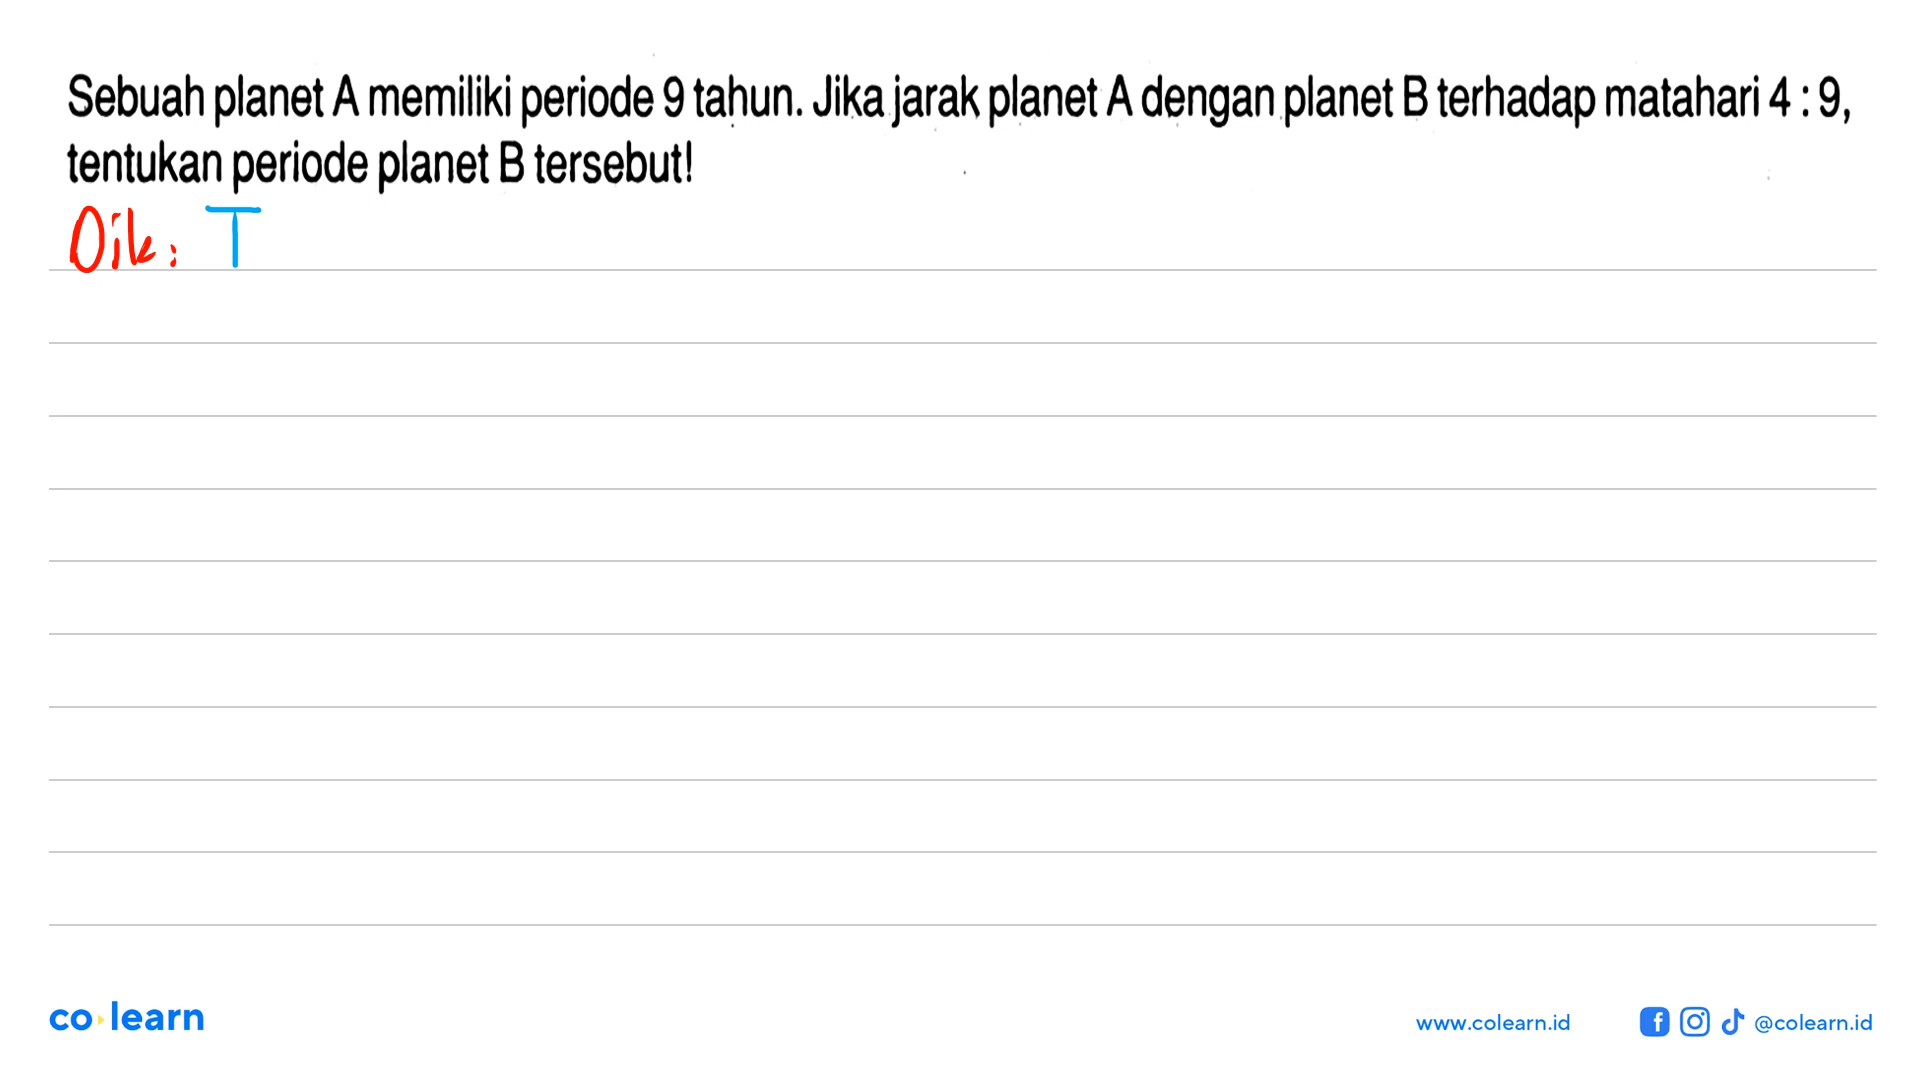 Sebuah planet A memiliki periode 9 tahun. Jika jarak planet A dengan planet B terhadap matahari 4 : 9,
tentukan periode planet B tersebut!
Dik: T
co learn
www.colearn.id @colearn.id